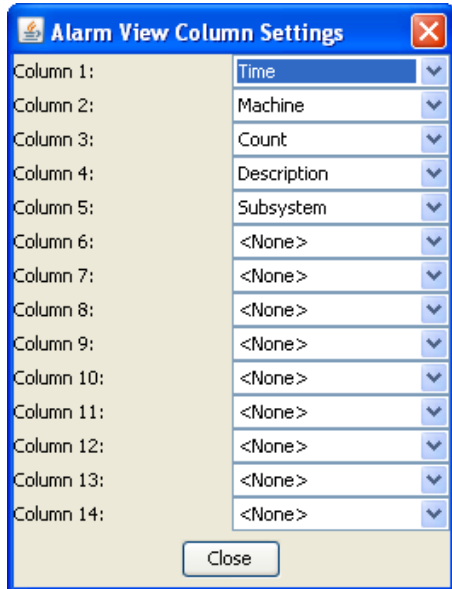 Alarm View Column Settings
Column 1: Time
Column 2: Machine
Column 3: Count
Column 4: Description
Column 5: Subsystem
Column 6: <None>
Column 7: <None>
Column 8: <None>
Column 9: <None>
Column 10: <None>
Column 11: <None>
Column 12: <None>
Column 13: <None>
Column 14: <None>
Close